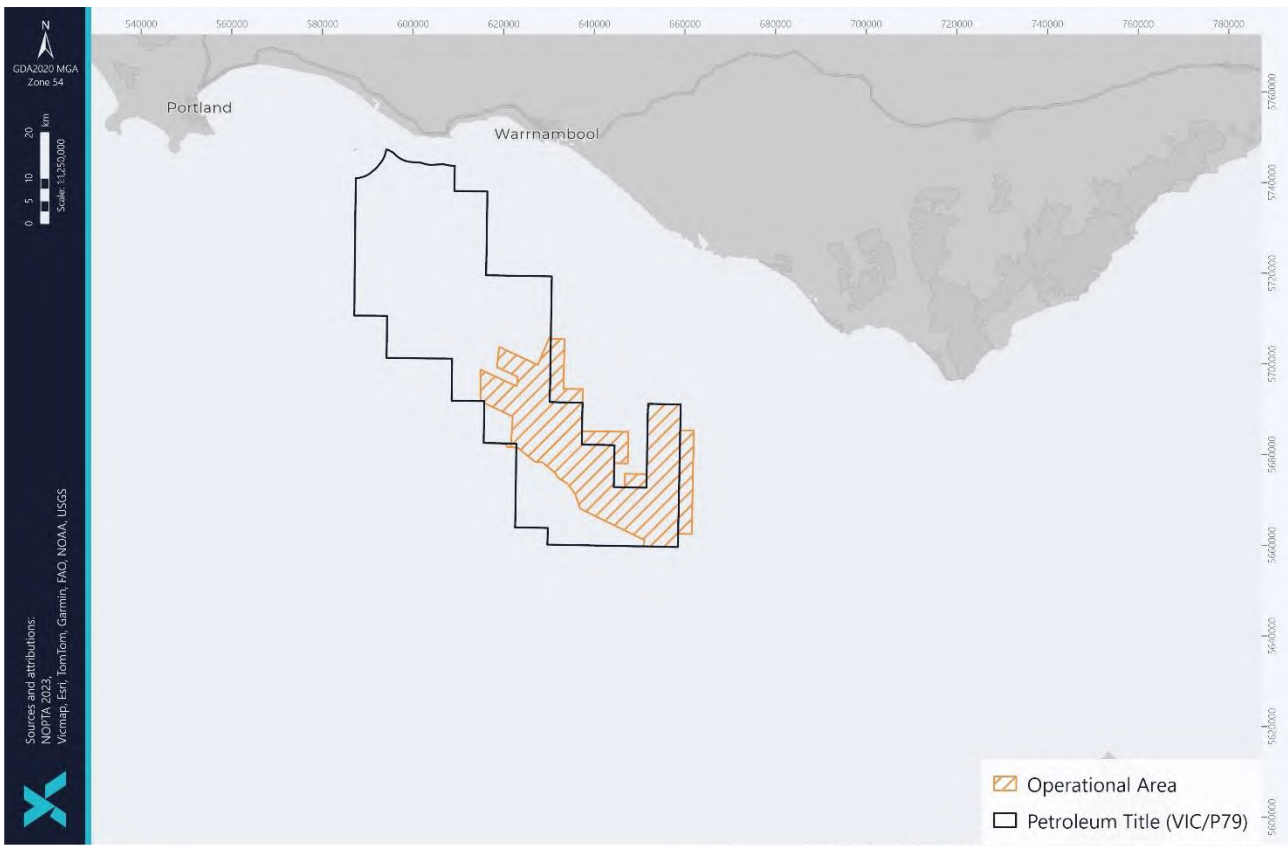 540000 560000 580000 600000 620000 640000 660000 680000 700000 720000 740000 760000 780000
N
GDA2020 MGA
Zone 54
0 5 10 20
km
Scale: 1:1,250,000
Portland
Warrnambool
5760000
5740000
5720000
5700000
5680000
5660000
5640000
5620000
5600000
Sources and attributions:
NOPTA 2023,
Vicmap, Esri, TomTom, Garmin, FAO, NOAA, USGS
Operational Area
Petroleum Title (VIC/P79)